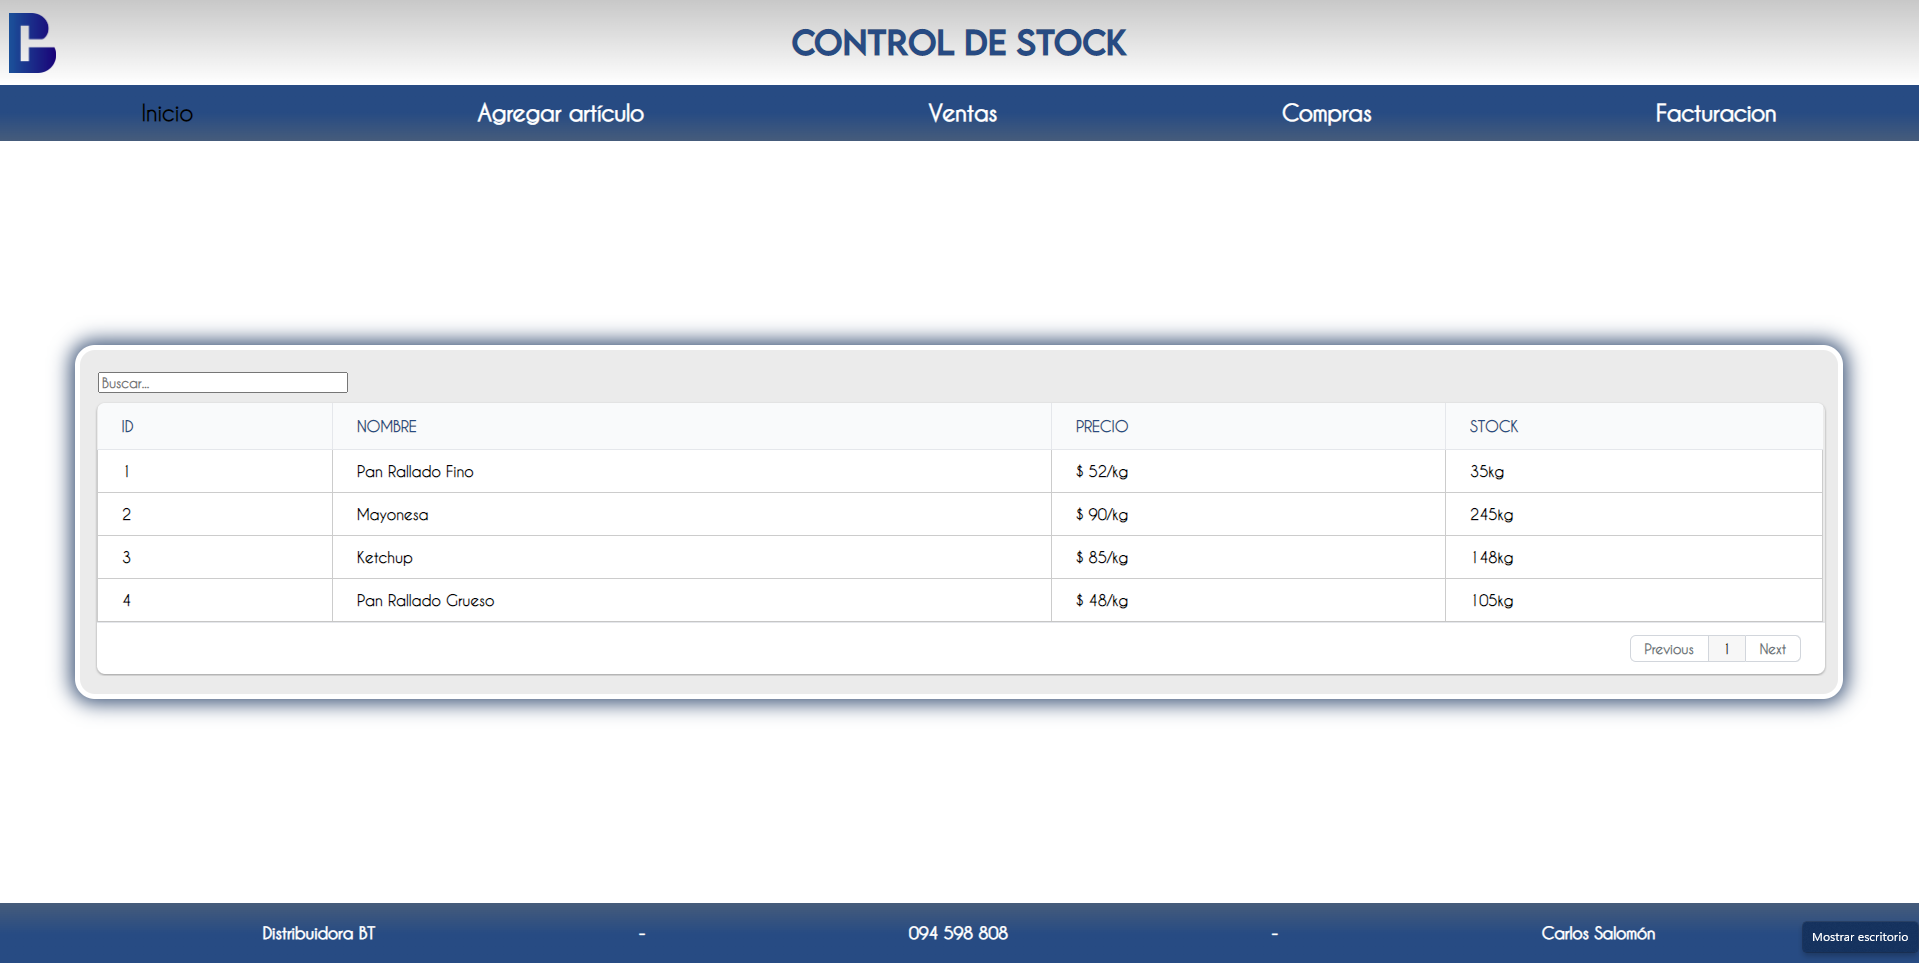 CONTROL DE STOCK
Inicio Agregar artículo Ventas Compras Facturacion
Buscar...
ID NOMBRE PRECIO STOCK
1 Pan Rallado Fino $ 52/kg 35kg
2 Mayonesa $ 90/kg 245kg
3 Ketchup $ 85/kg 148kg
4 Pan Rallado Grueso $ 48/kg 105kg
Previous 1 Next
Distribuidora BT - 094 598 808 - Carlos Salomón
Mostrar escritorio